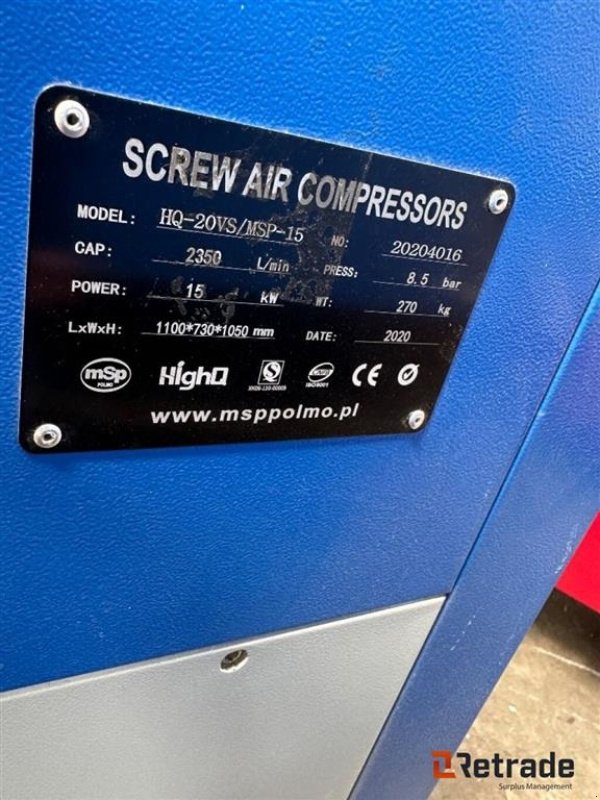 SCREW AIR COMPRESSORS
MODEL: HQ-20VS/MSP-15 NO: 20204016
CAP: 2350 L/min PRESS: 8.5 bar
POWER: 15 kW WT: 270 kg
LxWxH: 1100*730*1050 mm DATE: 2020
mSp POLMO HighQ ISO9001 CE
www.msppolmo.pl
Retrade
Surplus Management